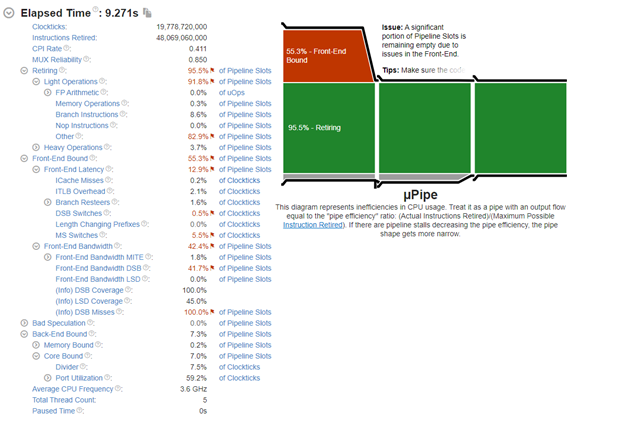 Elapsed Time: 9.271s
Clockticks: 19,778,720,000
Instructions Retired: 48,069,060,000
CPI Rate: 0.411
MUX Reliability: 0.850
Retiring: 95.5% of Pipeline Slots
Light Operations: 91.8% of Pipeline Slots
FP Arithmetic: 0.0% of uOps
Memory Operations: 0.3% of Pipeline Slots
Branch Instructions: 8.6% of Pipeline Slots
Nop Instructions: 0.0% of Pipeline Slots
Other: 82.9% of Pipeline Slots
Heavy Operations: 3.7% of Pipeline Slots
Front-End Bound: 55.3% of Pipeline Slots
Front-End Latency: 12.9% of Pipeline Slots
ICache Misses: 0.2% of Clockticks
ITLB Overhead: 2.1% of Clockticks
Branch Resteers: 1.6% of Clockticks
DSB Switches: 0.5% of Clockticks
Length Changing Prefixes: 0.0% of Clockticks
MS Switches: 5.5% of Clockticks
Front-End Bandwidth: 42.4% of Pipeline Slots
Front-End Bandwidth MITE: 1.8% of Pipeline Slots
Front-End Bandwidth DSB: 41.7% of Pipeline Slots
Front-End Bandwidth LSD: 0.0% of Pipeline Slots
(Info) DSB Coverage: 100.0%
(Info) LSD Coverage: 45.0%
(Info) DSB Misses: 100.0% of Pipeline Slots
Bad Speculation: 0.0% of Pipeline Slots
Back-End Bound: 7.3% of Pipeline Slots
Memory Bound: 0.2% of Pipeline Slots
Core Bound: 7.0% of Pipeline Slots
Divider: 7.5% of Clockticks
Port Utilization: 59.2% of Clockticks
Average CPU Frequency: 3.6 GHz
Total Thread Count: 5
Paused Time: 0s
55.3% - Front-End
Bound
95.5% - Retiring
Issue: A significant
portion of Pipeline Slots is
remaining empty due to
issues in the Front-End.
Tips: Make sure the code
µPipe
This diagram represents inefficiencies in CPU usage. Treat it as a pipe with an output flow
equal to the "pipe efficiency" ratio: (Actual Instructions Retired)/(Maximum Possible
Instruction Retired). If there are pipeline stalls decreasing the pipe efficiency, the pipe
shape gets more narrow.